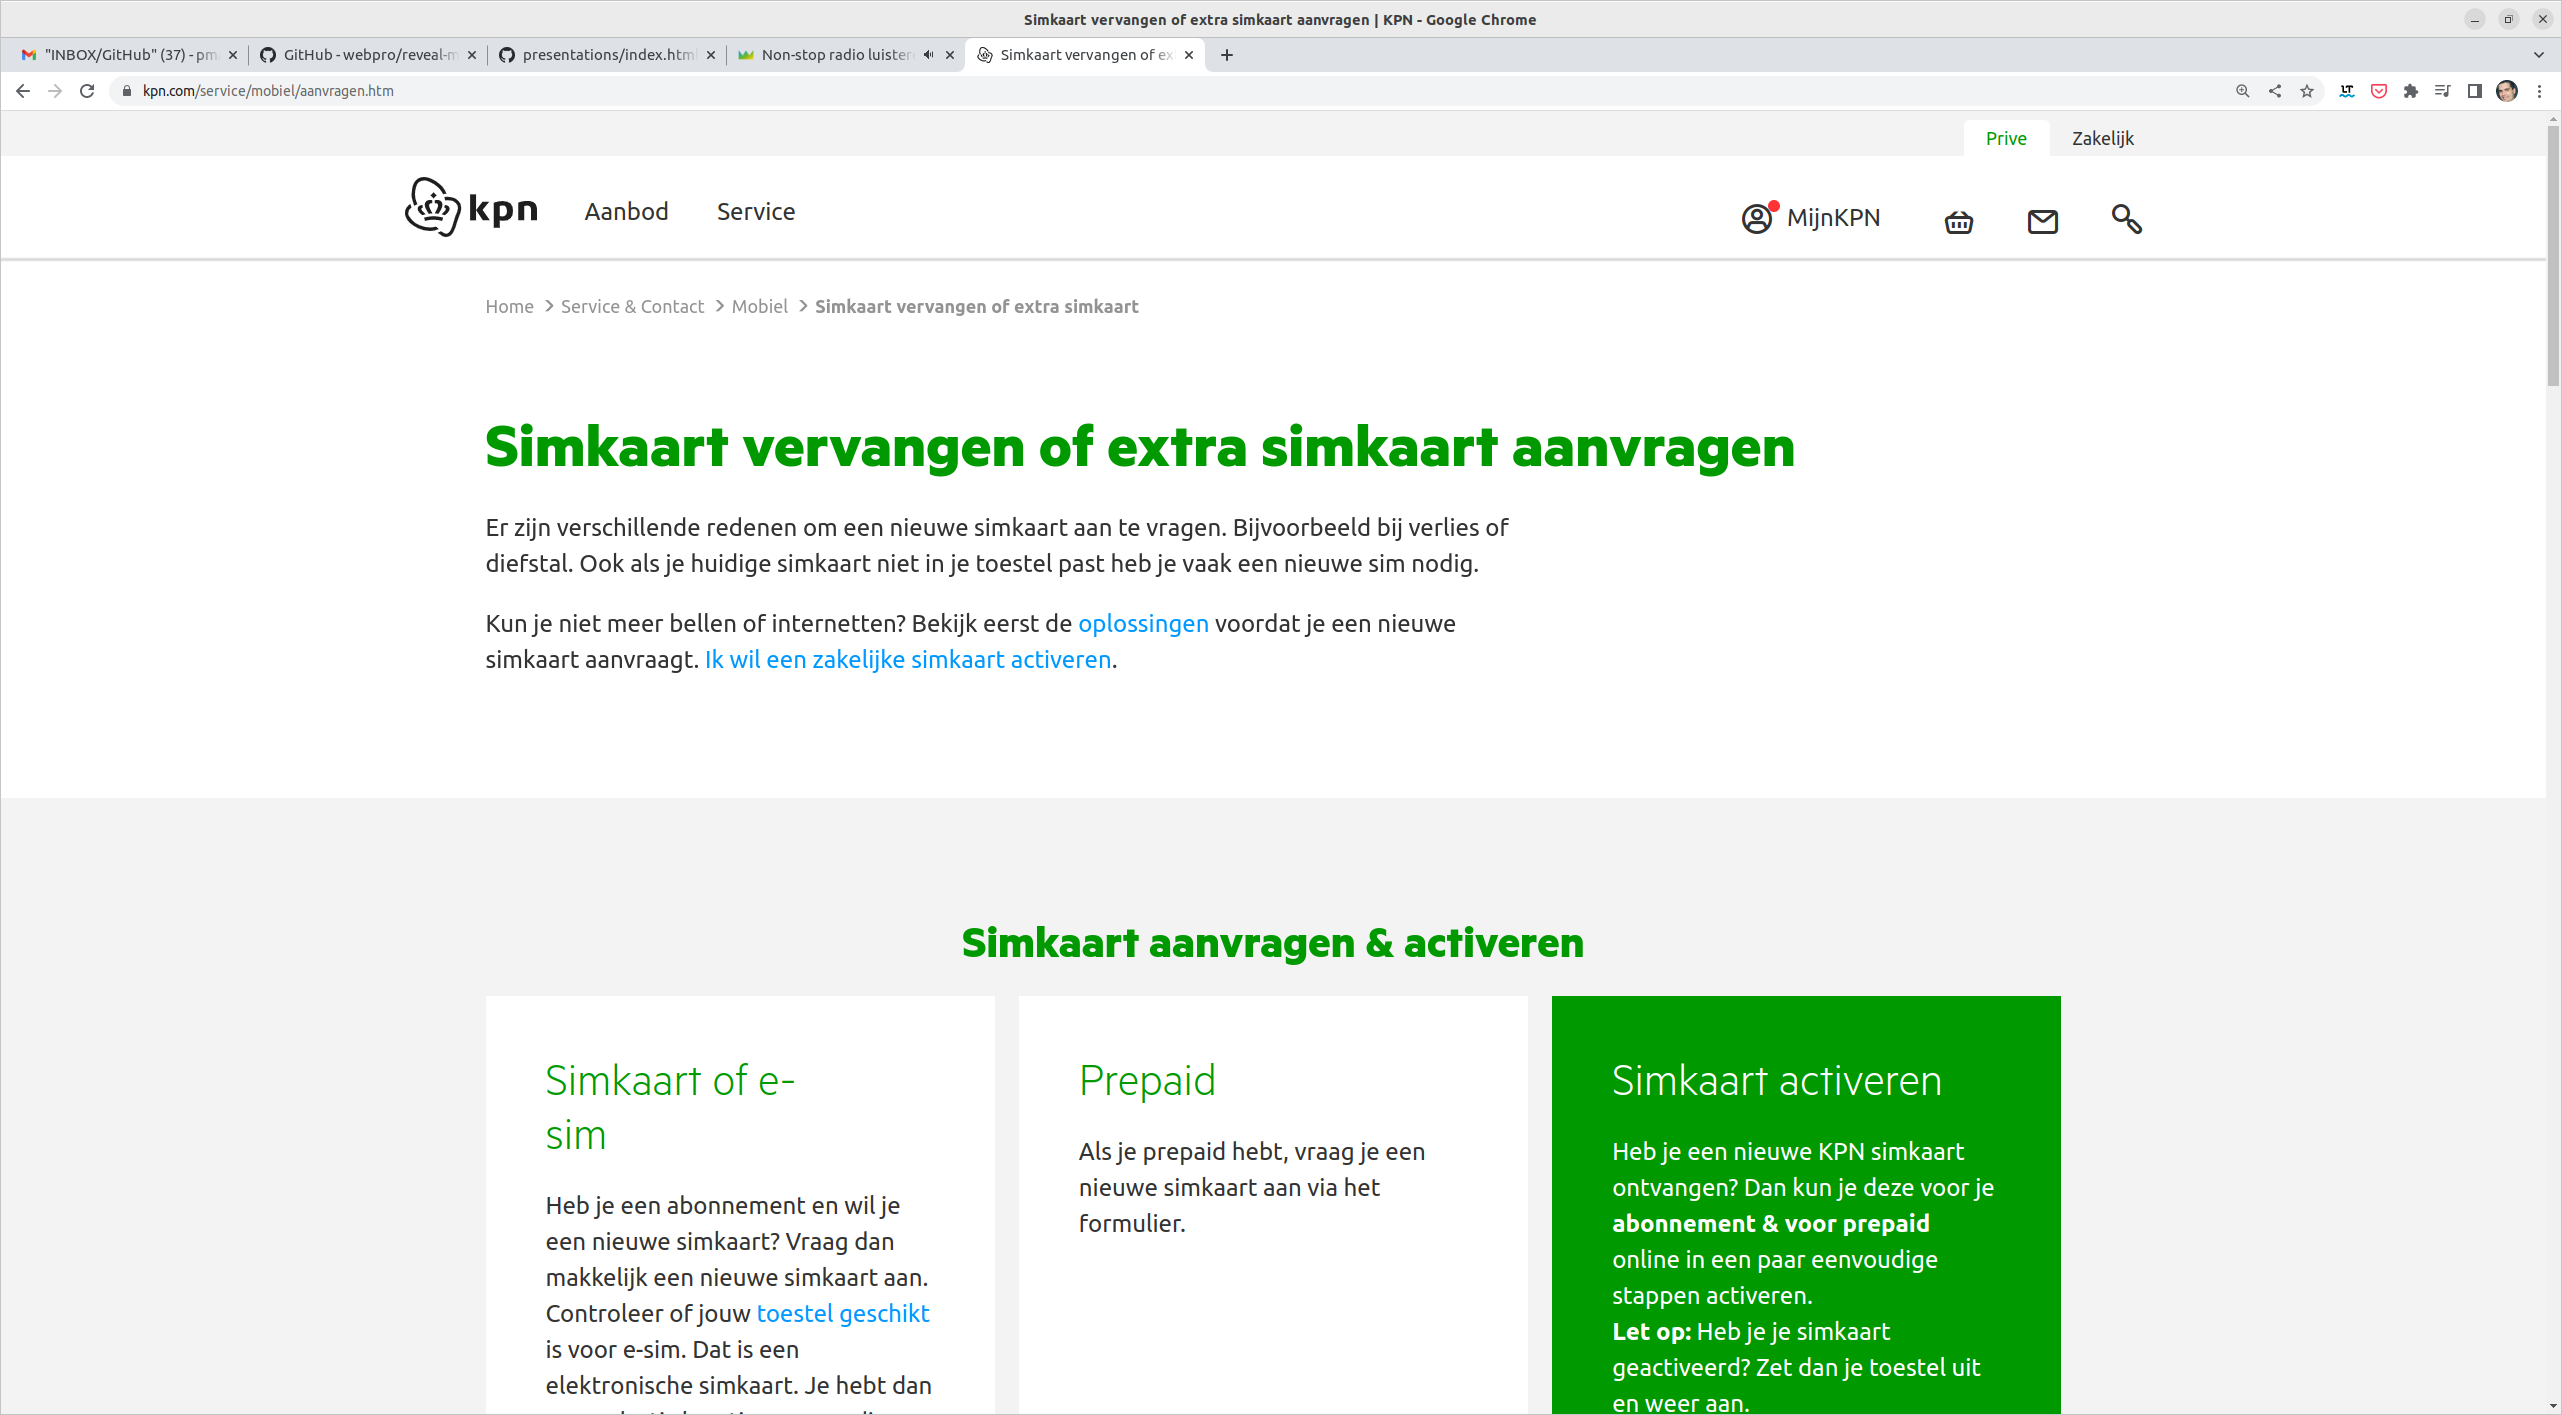 Simkaart vervangen of extra simkaart aanvragen | KPN - Google Chrome
"INBOX/GitHub" (37) - pm
GitHub - webpro/reveal-m
presentations/index.html
Non-stop radio luister
Simkaart vervangen of ex
kpn.com/service/mobiel/aanvragen.htm
LT
Prive
Zakelijk
kpn
Aanbod
Service
MijnKPN
Home
Service & Contact
Mobiel
Simkaart vervangen of extra simkaart
Simkaart vervangen of extra simkaart aanvragen
Er zijn verschillende redenen om een nieuwe simkaart aan te vragen. Bijvoorbeeld bij verlies of
diefstal. Ook als je huidige simkaart niet in je toestel past heb je vaak een nieuwe sim nodig.
Kun je niet meer bellen of internetten? Bekijk eerst de oplossingen voordat je een nieuwe
simkaart aanvraagt. Ik wil een zakelijke simkaart activeren.
Simkaart aanvragen & activeren
Simkaart of e-
sim
Heb je een abonnement en wil je
een nieuwe simkaart? Vraag dan
makkelijk een nieuwe simkaart aan.
Controleer of jouw toestel geschikt
is voor e-sim. Dat is een
elektronische simkaart. Je hebt dan
Prepaid
Als je prepaid hebt, vraag je een
nieuwe simkaart aan via het
formulier.
Simkaart activeren
Heb je een nieuwe KPN simkaart
ontvangen? Dan kun je deze voor je
abonnement & voor prepaid
online in een paar eenvoudige
stappen activeren.
Let op: Heb je je simkaart
geactiveerd? Zet dan je toestel uit
en weer aan.